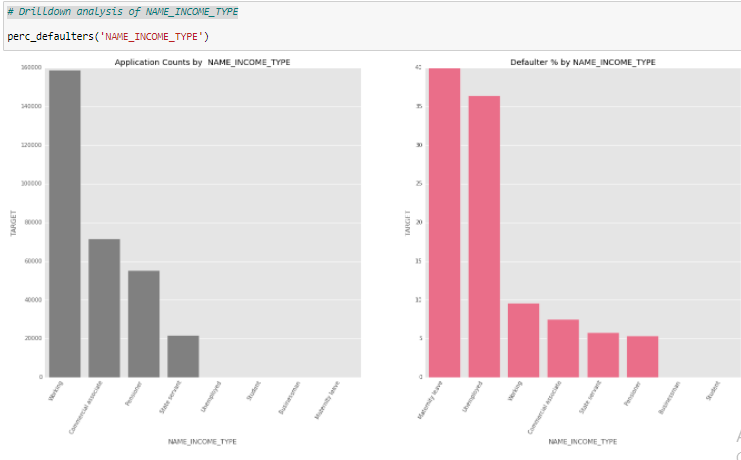 # Drilldown analysis of NAME_INCOME_TYPE
perc_defaulters('NAME_INCOME_TYPE')
Application Counts by NAME_INCOME_TYPE
160000
140000
120000
100000
80000
60000
40000
20000
0
TARGET
Working
Commercial associate
Pensioner
State servant
Unemployed
Student
Businessman
Maternity leave
NAME_INCOME_TYPE
Defaulter % by NAME_INCOME_TYPE
40
35
30
25
20
15
10
5
0
TARGET
Maternity leave
Unemployed
Working
Commercial associate
State servant
Pensioner
Businessman
Student
NAME_INCOME_TYPE